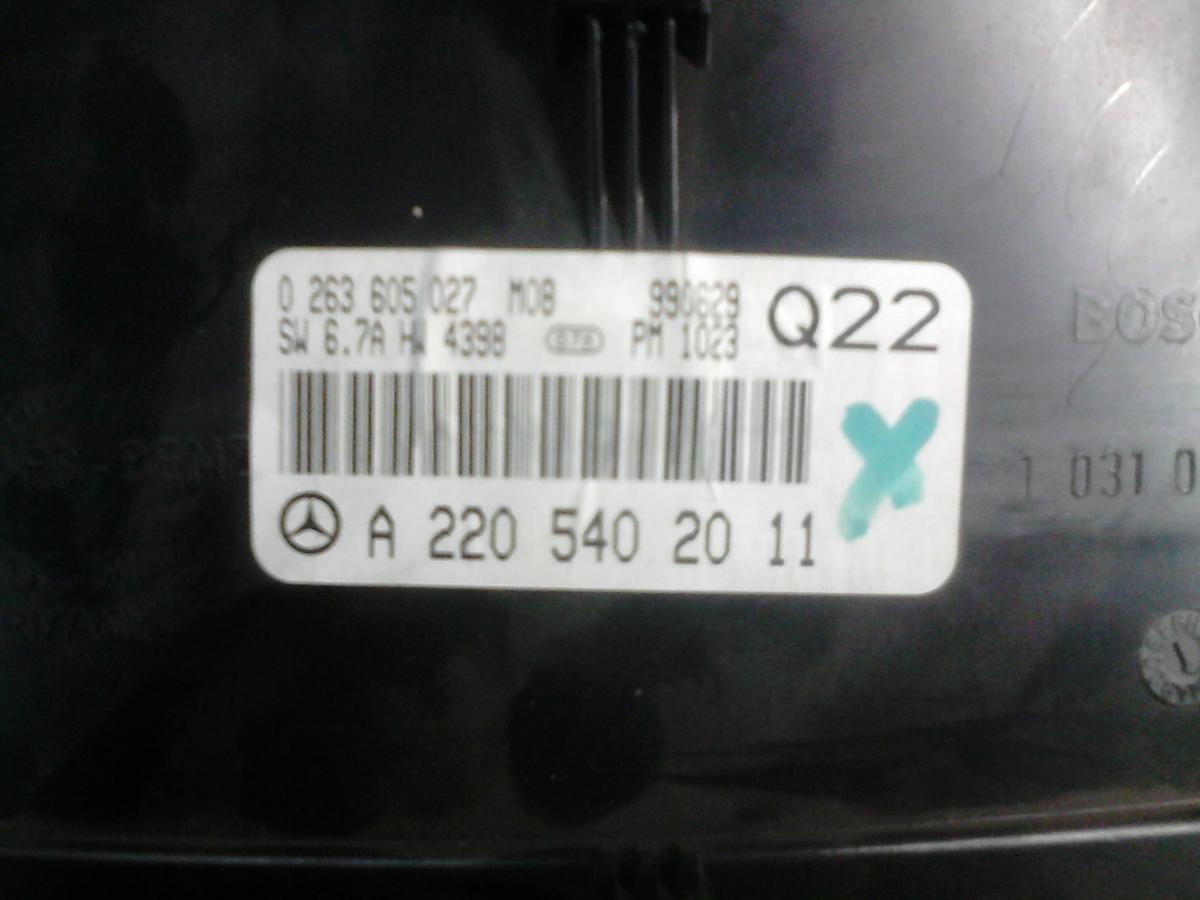 0 263 605 027 M08 990629 Q22
SW 6.7A HW 4398 PM 1023
A 220 540 20 11
BOS
1 031 0